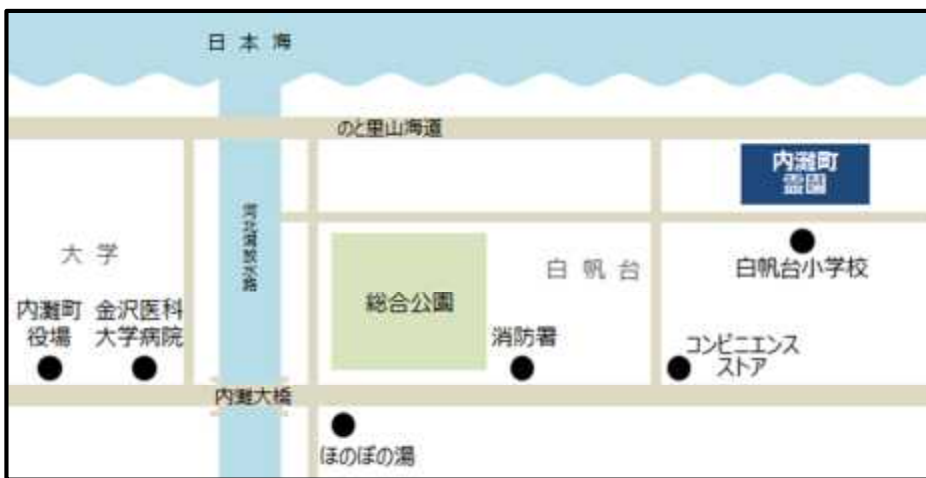 日本海
のと里山海道
内灘町
霊園
河北潟放水路
大学
白帆台
白帆台小学校
総合公園
内灘町
役場
金沢医科
大学病院
消防署
コンビニエンス
ストア
内灘大橋
ほのぼの湯